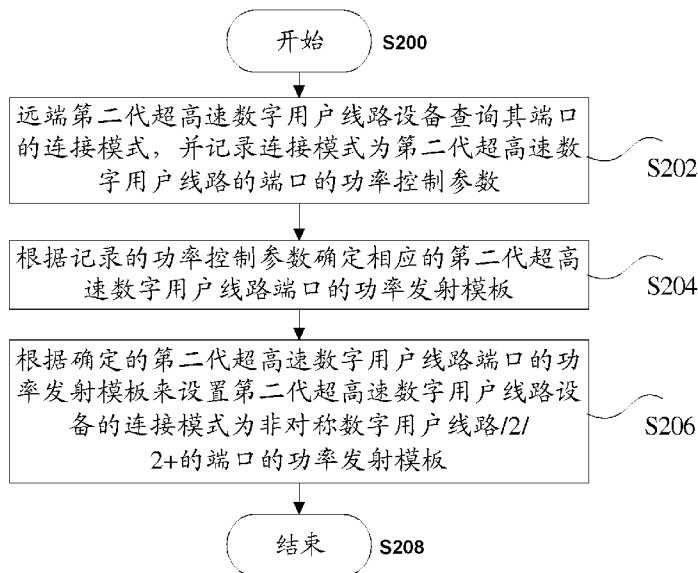 开始
S200
远端第二代超高速数字用户线路设备查询其端口
的连接模式，并记录连接模式为第二代超高速数
字用户线路的端口的功率控制参数
S202
根据记录的功率控制参数确定相应的第二代超高
速数字用户线路端口的功率发射模板
S204
根据确定的第二代超高速数字用户线路端口的功
率发射模板来设置第二代超高速数字用户线路设
备的连接模式为非对称数字用户线路/2/
2+的端口的功率发射模板
S206
结束
S208